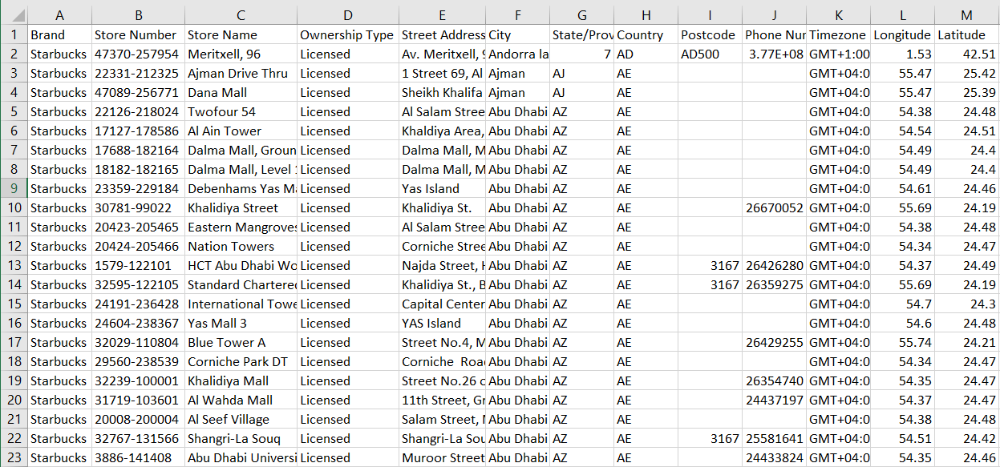 A B C D E F G H I J K L M
1 Brand Store Number Store Name Ownership Type Street Address City State/Prov Country Postcode Phone Nur Timezone Longitude Latitude
2 Starbucks 47370-257954 Meritxell, 96 Licensed Av. Meritxell, 9 Andorra la 7 AD AD500 3.77E+08 GMT+1:00 1.53 42.51
3 Starbucks 22331-212325 Ajman Drive Thru Licensed 1 Street 69, Al Ajman AJ AE GMT+04:0 55.47 25.42
4 Starbucks 47089-256771 Dana Mall Licensed Sheikh Khalifa Ajman AJ AE GMT+04:0 55.47 25.39
5 Starbucks 22126-218024 Twofour 54 Licensed Al Salam Stree Abu Dhabi AZ AE GMT+04:0 54.38 24.48
6 Starbucks 17127-178586 Al Ain Tower Licensed Khaldiya Area, Abu Dhabi AZ AE GMT+04:0 54.54 24.51
7 Starbucks 17688-182164 Dalma Mall, Groun Licensed Dalma Mall, M Abu Dhabi AZ AE GMT+04:0 54.49 24.4
8 Starbucks 18182-182165 Dalma Mall, Level Licensed Dalma Mall, M Abu Dhabi AZ AE GMT+04:0 54.49 24.4
9 Starbucks 23359-229184 Debenhams Yas Ma Licensed Yas Island Abu Dhabi AZ AE GMT+04:0 54.61 24.46
10 Starbucks 30781-99022 Khalidiya Street Licensed Khalidiya St. Abu Dhabi AZ AE 26670052 GMT+04:0 55.69 24.19
11 Starbucks 20423-205465 Eastern Mangroves Licensed Al Salam Stree Abu Dhabi AZ AE GMT+04:0 54.38 24.48
12 Starbucks 20424-205466 Nation Towers Licensed Corniche Stree Abu Dhabi AZ AE GMT+04:0 54.34 24.47
13 Starbucks 1579-122101 HCT Abu Dhabi Wo Licensed Najda Street, H Abu Dhabi AZ AE 3167 26426280 GMT+04:0 54.37 24.49
14 Starbucks 32595-122105 Standard Chartered Licensed Khalidiya St., B Abu Dhabi AZ AE 3167 26359275 GMT+04:0 55.69 24.19
15 Starbucks 24191-236428 International Towe Licensed Capital Center Abu Dhabi AZ AE GMT+04:0 54.7 24.3
16 Starbucks 24604-238367 Yas Mall 3 Licensed YAS Island Abu Dhabi AZ AE GMT+04:0 54.6 24.48
17 Starbucks 32029-110804 Blue Tower A Licensed Street No.4, M Abu Dhabi AZ AE 26429255 GMT+04:0 55.74 24.21
18 Starbucks 29560-238539 Corniche Park DT Licensed Corniche Roa Abu Dhabi AZ AE GMT+04:0 54.34 24.47
19 Starbucks 32239-100001 Khalidiya Mall Licensed Street No.26 c Abu Dhabi AZ AE 26354740 GMT+04:0 54.35 24.47
20 Starbucks 31719-103601 Al Wahda Mall Licensed 11th Street, Gr Abu Dhabi AZ AE 24437197 GMT+04:0 54.37 24.47
21 Starbucks 20008-200004 Al Seef Village Licensed Salam Street, Abu Dhabi AZ AE GMT+04:0 54.38 24.48
22 Starbucks 32767-131566 Shangri-La Souq Licensed Shangri-La Sou Abu Dhabi AZ AE 3167 25581641 GMT+04:0 54.51 24.42
23 Starbucks 3886-141408 Abu Dhabi Universi Licensed Muroor Street Abu Dhabi AZ AE 24433824 GMT+04:0 54.35 24.46